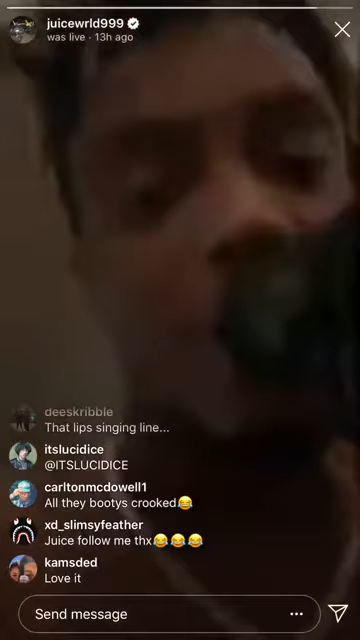 juicewrld999
was live · 13h ago
deeskribble
That lips singing line...
itslucidice
@ITSLUCIDICE
carltonmcdowell1
All they bootys crooked😂
xd_slimsyfeather
Juice follow me thx😂😂😂
kamsded
Love it
Send message